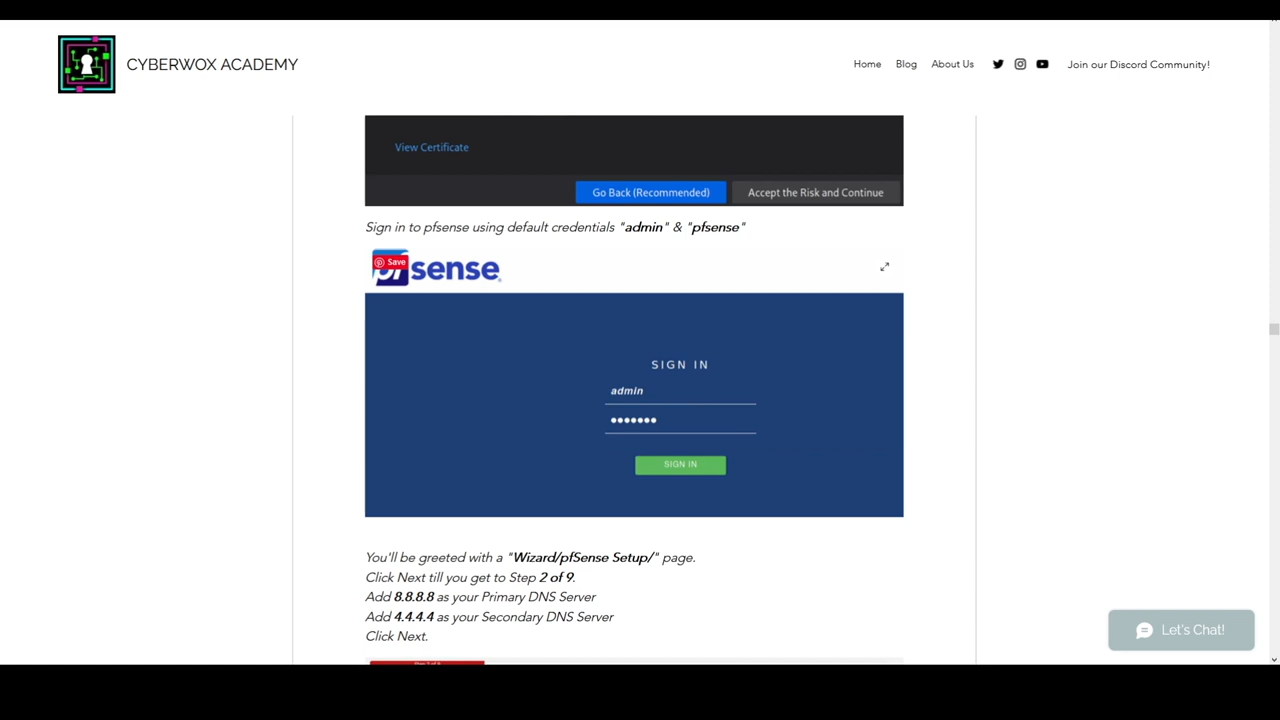 CYBERWOX ACADEMY
Home Blog About Us Join our Discord Community!
View Certificate
Go Back (Recommended) Accept the Risk and Continue
Sign in to pfsense using default credentials "admin" & "pfsense"
Save
pfsense
SIGN IN
admin
SIGN IN
You'll be greeted with a "Wizard/pfSense Setup/" page.
Click Next till you get to Step 2 of 9.
Add 8.8.8.8 as your Primary DNS Server
Add 4.4.4.4 as your Secondary DNS Server
Click Next.
Let's Chat!